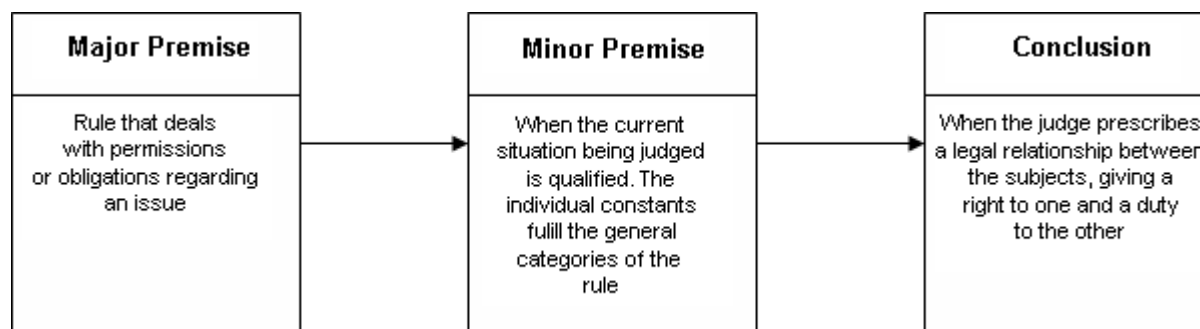 Major Premise
Rule that deals
with permissions
or obligations regarding
an issue
Minor Premise
When the current
situation being judged
is qualified. The
individual constants
fulill the general
categories of the
rule
Conclusion
When the judge prescribes
a legal relationship between
the subjects, giving a
right to one and a duty
to the other